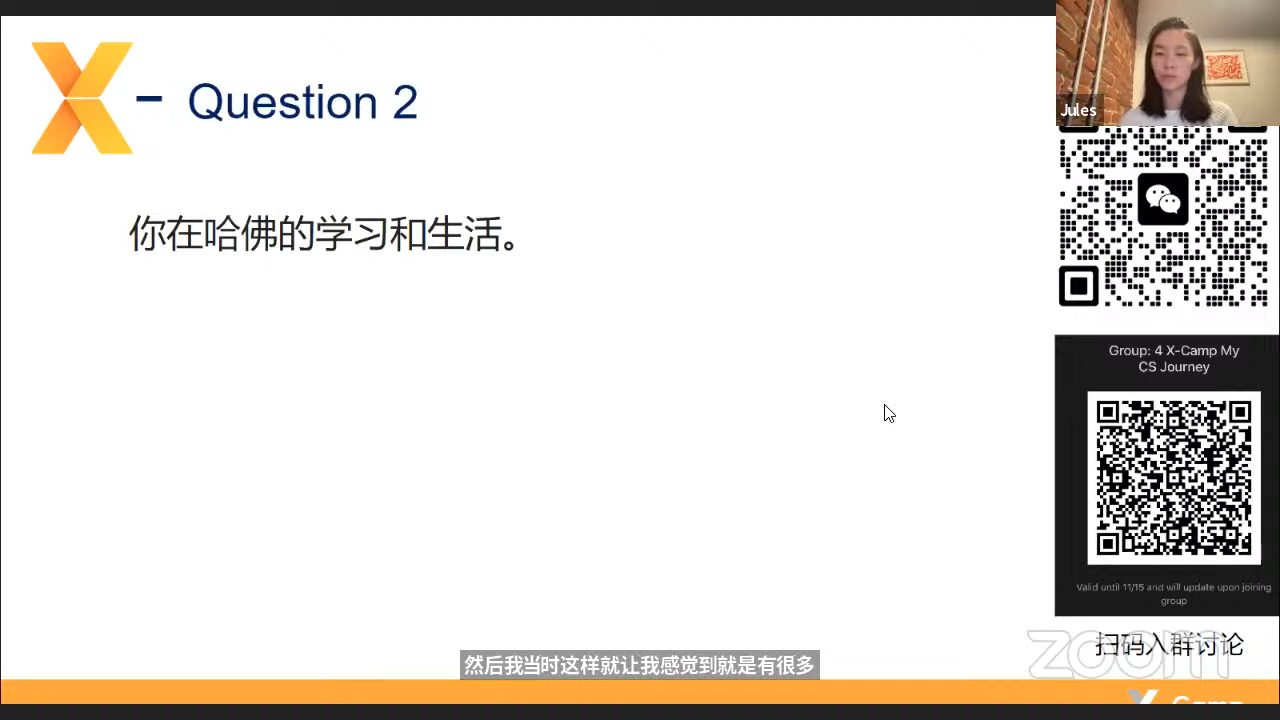 - Question 2
Jules
你在哈佛的学习和生活。
Group: 4 X-Camp My
CS Journey
Valid until 11/15 and will update upon joining
group
扫码入群讨论
zoom
然后我当时这样就让我感觉到就是有很多